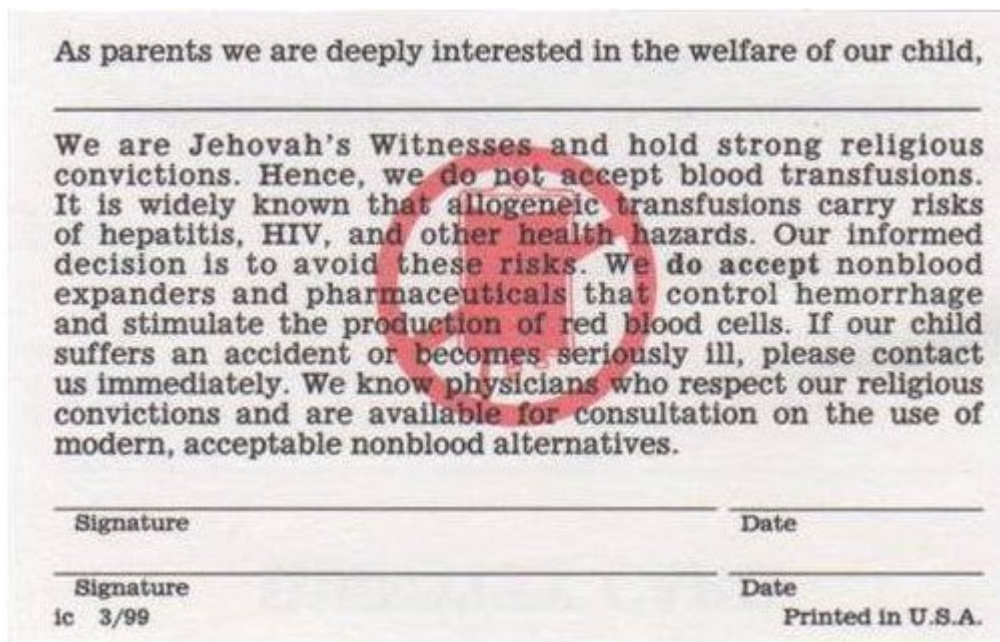 As parents we are deeply interested in the welfare of our child,
We are Jehovah's Witnesses and hold strong religious
convictions. Hence, we do not accept blood transfusions.
It is widely known that allogeneic transfusions carry risks
of hepatitis, HIV, and other health hazards. Our informed
decision is to avoid these risks. We do accept nonblood
expanders and pharmaceuticals that control hemorrhage
and stimulate the production of red blood cells. If our child
suffers an accident or becomes seriously ill, please contact
us immediately. We know physicians who respect our religious
convictions and are available for consultation on the use of
modern, acceptable nonblood alternatives.
Signature Date
Signature Date
ic 3/99 Printed in U.S.A.